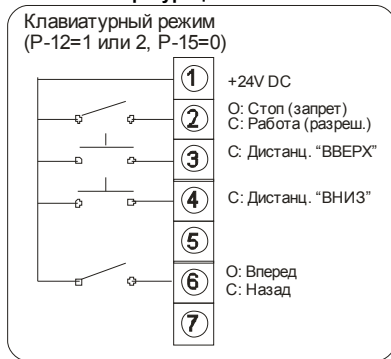 Клавиатурный режим
(P-12=1 или 2, P-15=0)
1 +24V DC
2 O: Стоп (запрет)
C: Работа (разреш.)
3 C: Дистанц. “ВВЕРХ”
4 C: Дистанц. “ВНИЗ”
5
6 O: Вперед
C: Назад
7